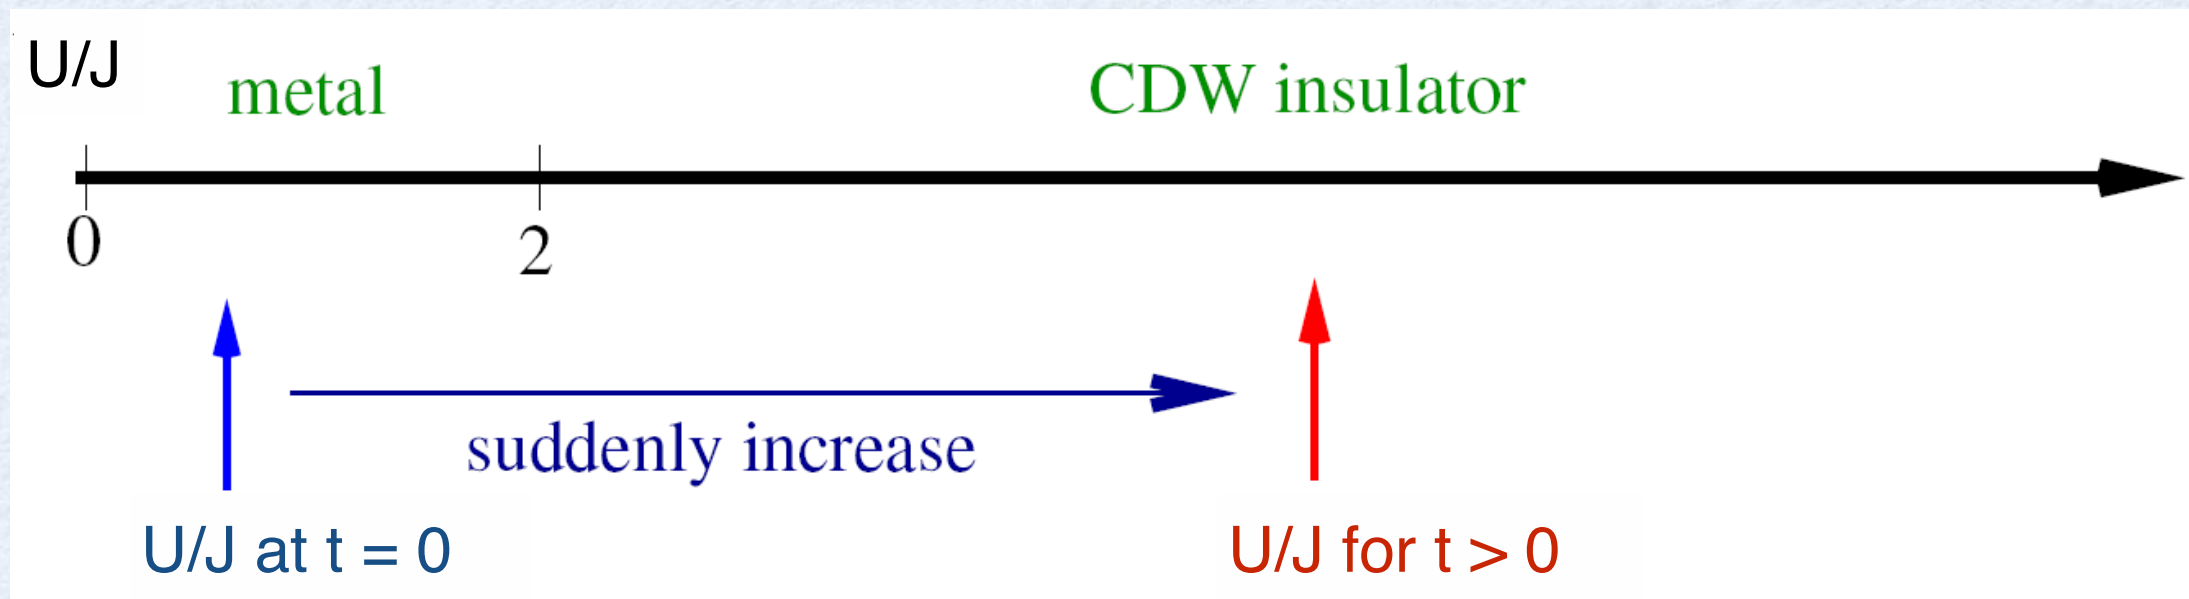 U/J
metal
CDW insulator
0
2
suddenly increase
U/J at t = 0
U/J for t > 0